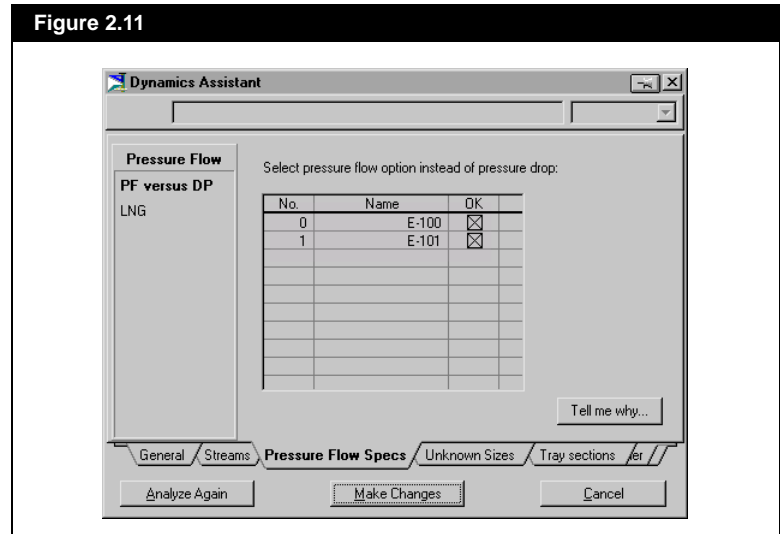 Figure 2.11
Dynamics Assistant
Pressure Flow
PF versus DP
LNG
Select pressure flow option instead of pressure drop:
No. Name OK
0 E-100
1 E-101
Tell me why...
General Streams Pressure Flow Specs Unknown Sizes Tray sections er
Analyze Again Make Changes Cancel